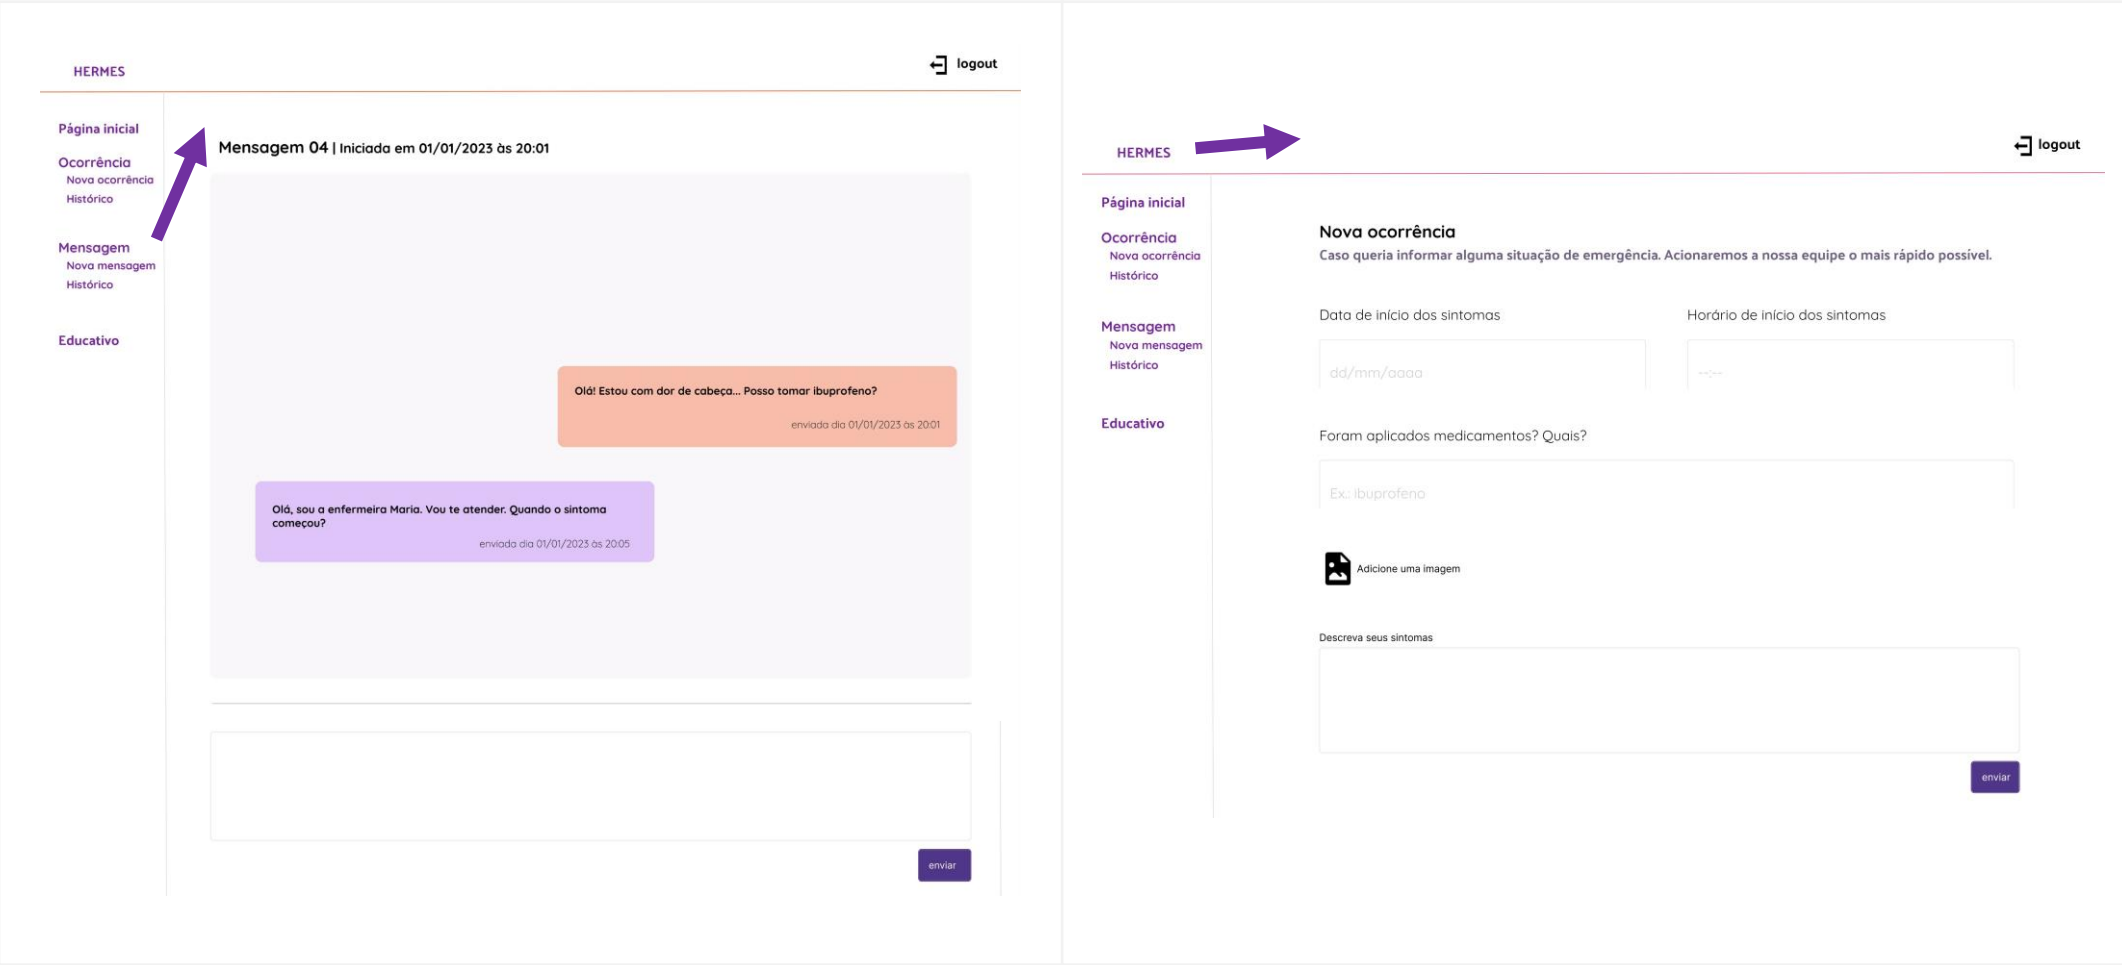 HERMES
logout
Página inicial
Ocorrência
Nova ocorrência
Histórico
Mensagem
Nova mensagem
Histórico
Educativo
Mensagem 04 | Iniciada em 01/01/2023 às 20:01
Olá! Estou com dor de cabeça... Posso tomar ibuprofeno?
enviada dia 01/01/2023 às 20:01
Olá, sou a enfermeira Maria. Vou te atender. Quando o sintoma
começou?
enviada dia 01/01/2023 às 20:05
enviar
HERMES
logout
Página inicial
Ocorrência
Nova ocorrência
Histórico
Mensagem
Nova mensagem
Histórico
Educativo
Nova ocorrência
Caso queria informar alguma situação de emergência. Acionaremos a nossa equipe o mais rápido possível.
Data de início dos sintomas
Horário de início dos sintomas
dd/mm/aaaa
--:--
Foram aplicados medicamentos? Quais?
Ex.: ibuprofeno
Adicione uma imagem
Descreva seus sintomas
enviar